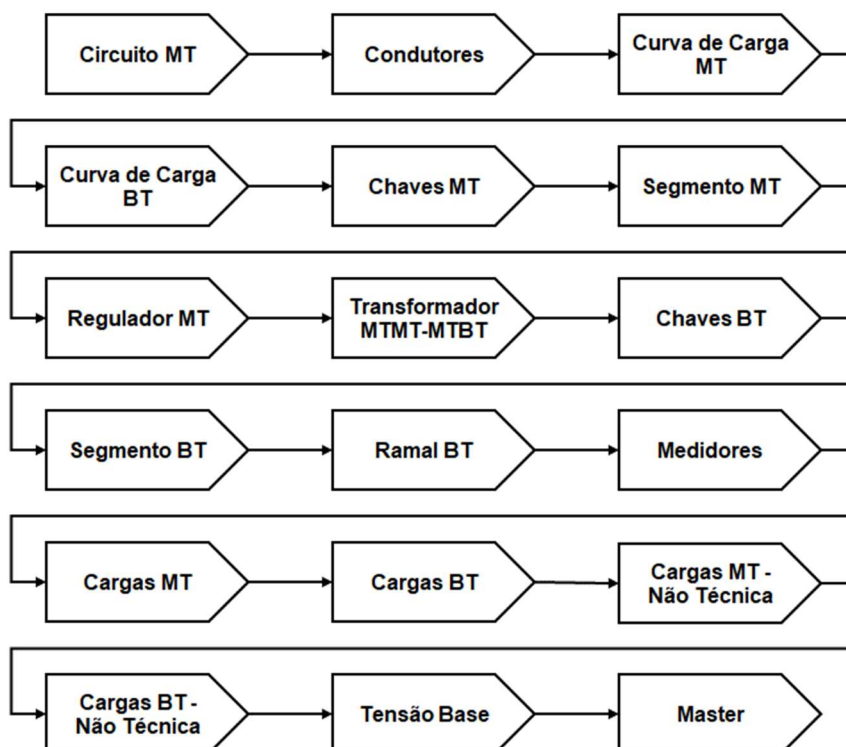 Circuito MT
Condutores
Curva de Carga
MT
Curva de Carga
BT
Chaves MT
Segmento MT
Regulador MT
Transformador
MTMT-MTBT
Chaves BT
Segmento BT
Ramal BT
Medidores
Cargas MT
Cargas BT
Cargas MT -
Não Técnica
Cargas BT -
Não Técnica
Tensão Base
Master